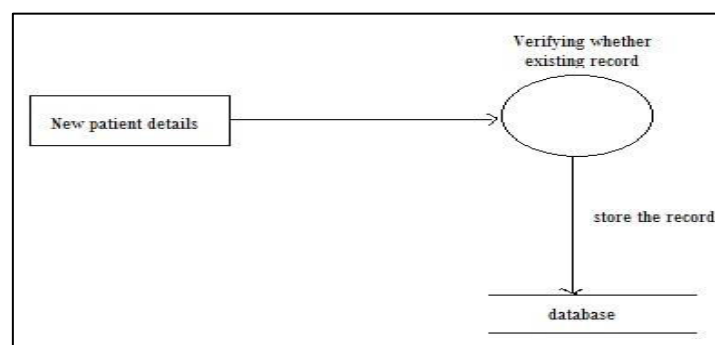 Verifying whether
existing record
New patient details
store the record
database